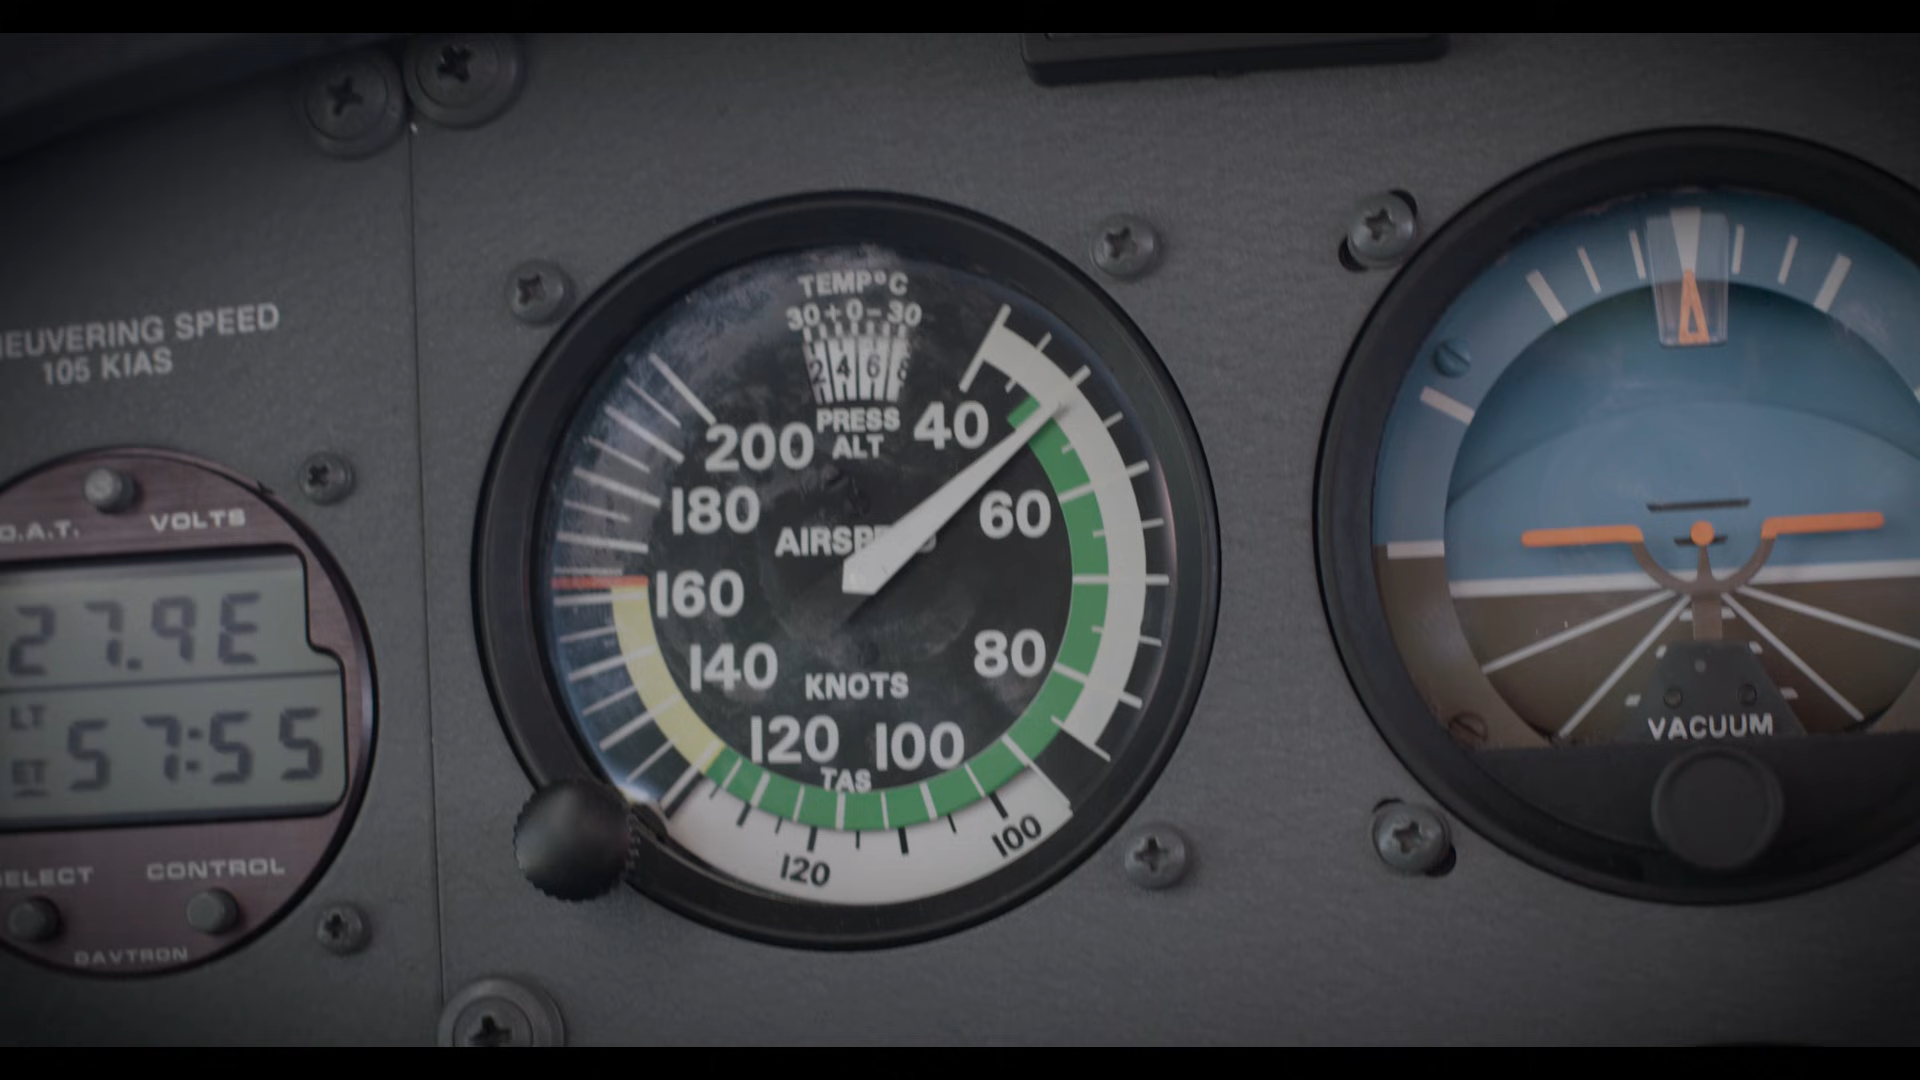 NEUVERING SPEED
105 KIAS
O.A.T. VOLTS
27.9E
LT
ET 57:55
SELECT CONTROL
DAVTRON
TEMP°C
30+0-30
2 4 6 8
PRESS
ALT
40
60
80
100
120
140
160
180
200
KNOTS
TAS
120 100
VACUUM